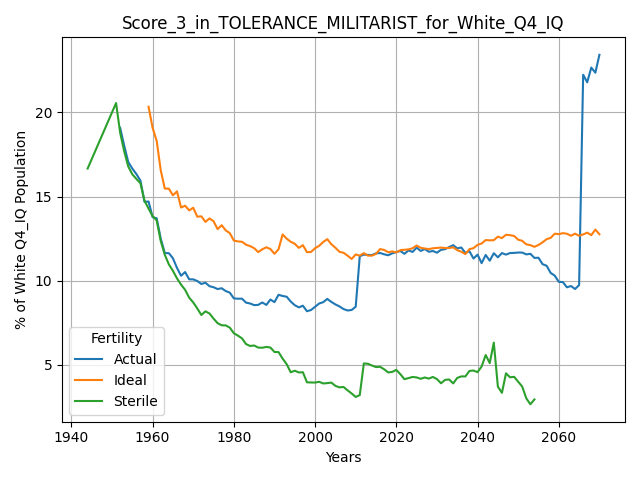 Score_3_in_TOLERANCE_MILITARIST_for_White_Q4_IQ
% of White Q4_IQ Population
20
15
10
5
Fertility
Actual
Ideal
Sterile
1940 1960 1980 2000 2020 2040 2060
Years